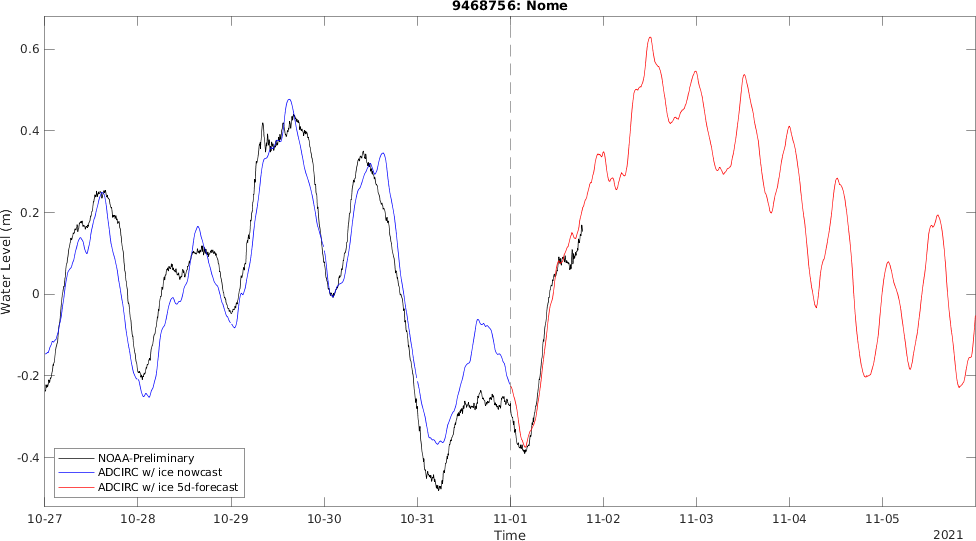 9468756: Nome
0.6
0.4
0.2
0
-0.2
-0.4
Water Level (m)
NOAA-Preliminary
ADCIRC w/ ice nowcast
ADCIRC w/ ice 5d-forecast
10-27 10-28 10-29 10-30 10-31 11-01 11-02 11-03 11-04 11-05
Time
2021